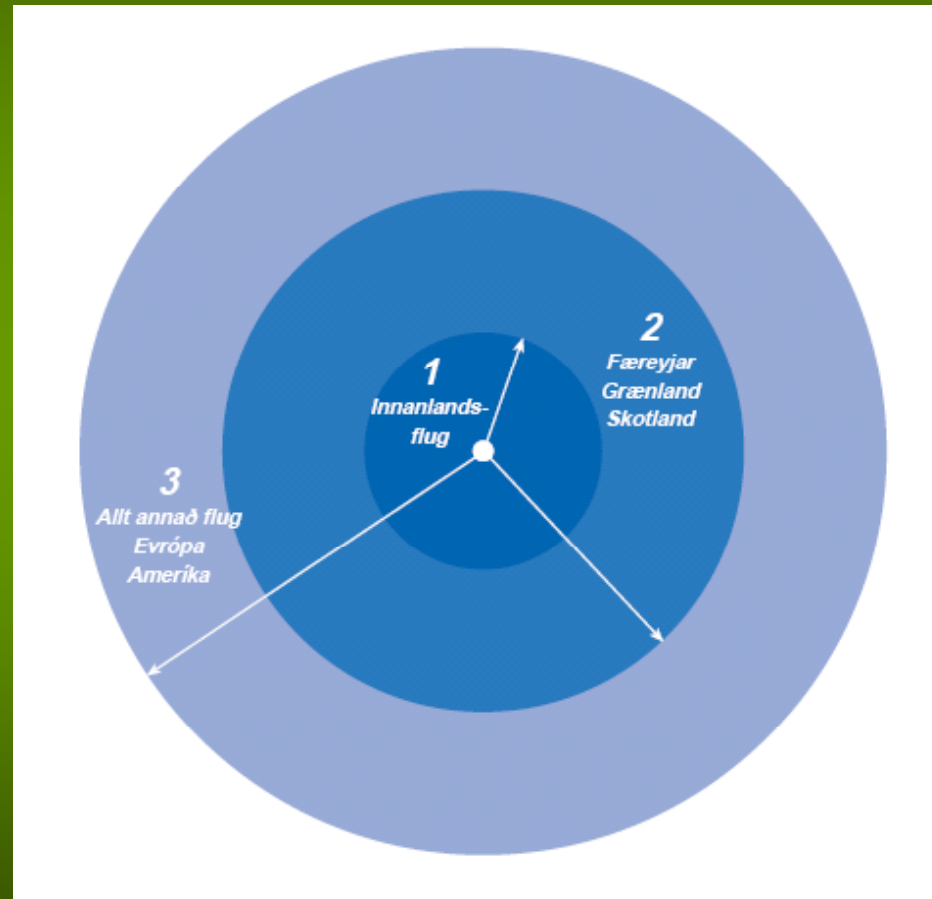 1
Innanlands-
flug
2
Færeyjar
Grænland
Skotland
3
Allt annað flug
Evrópa
Ameríka